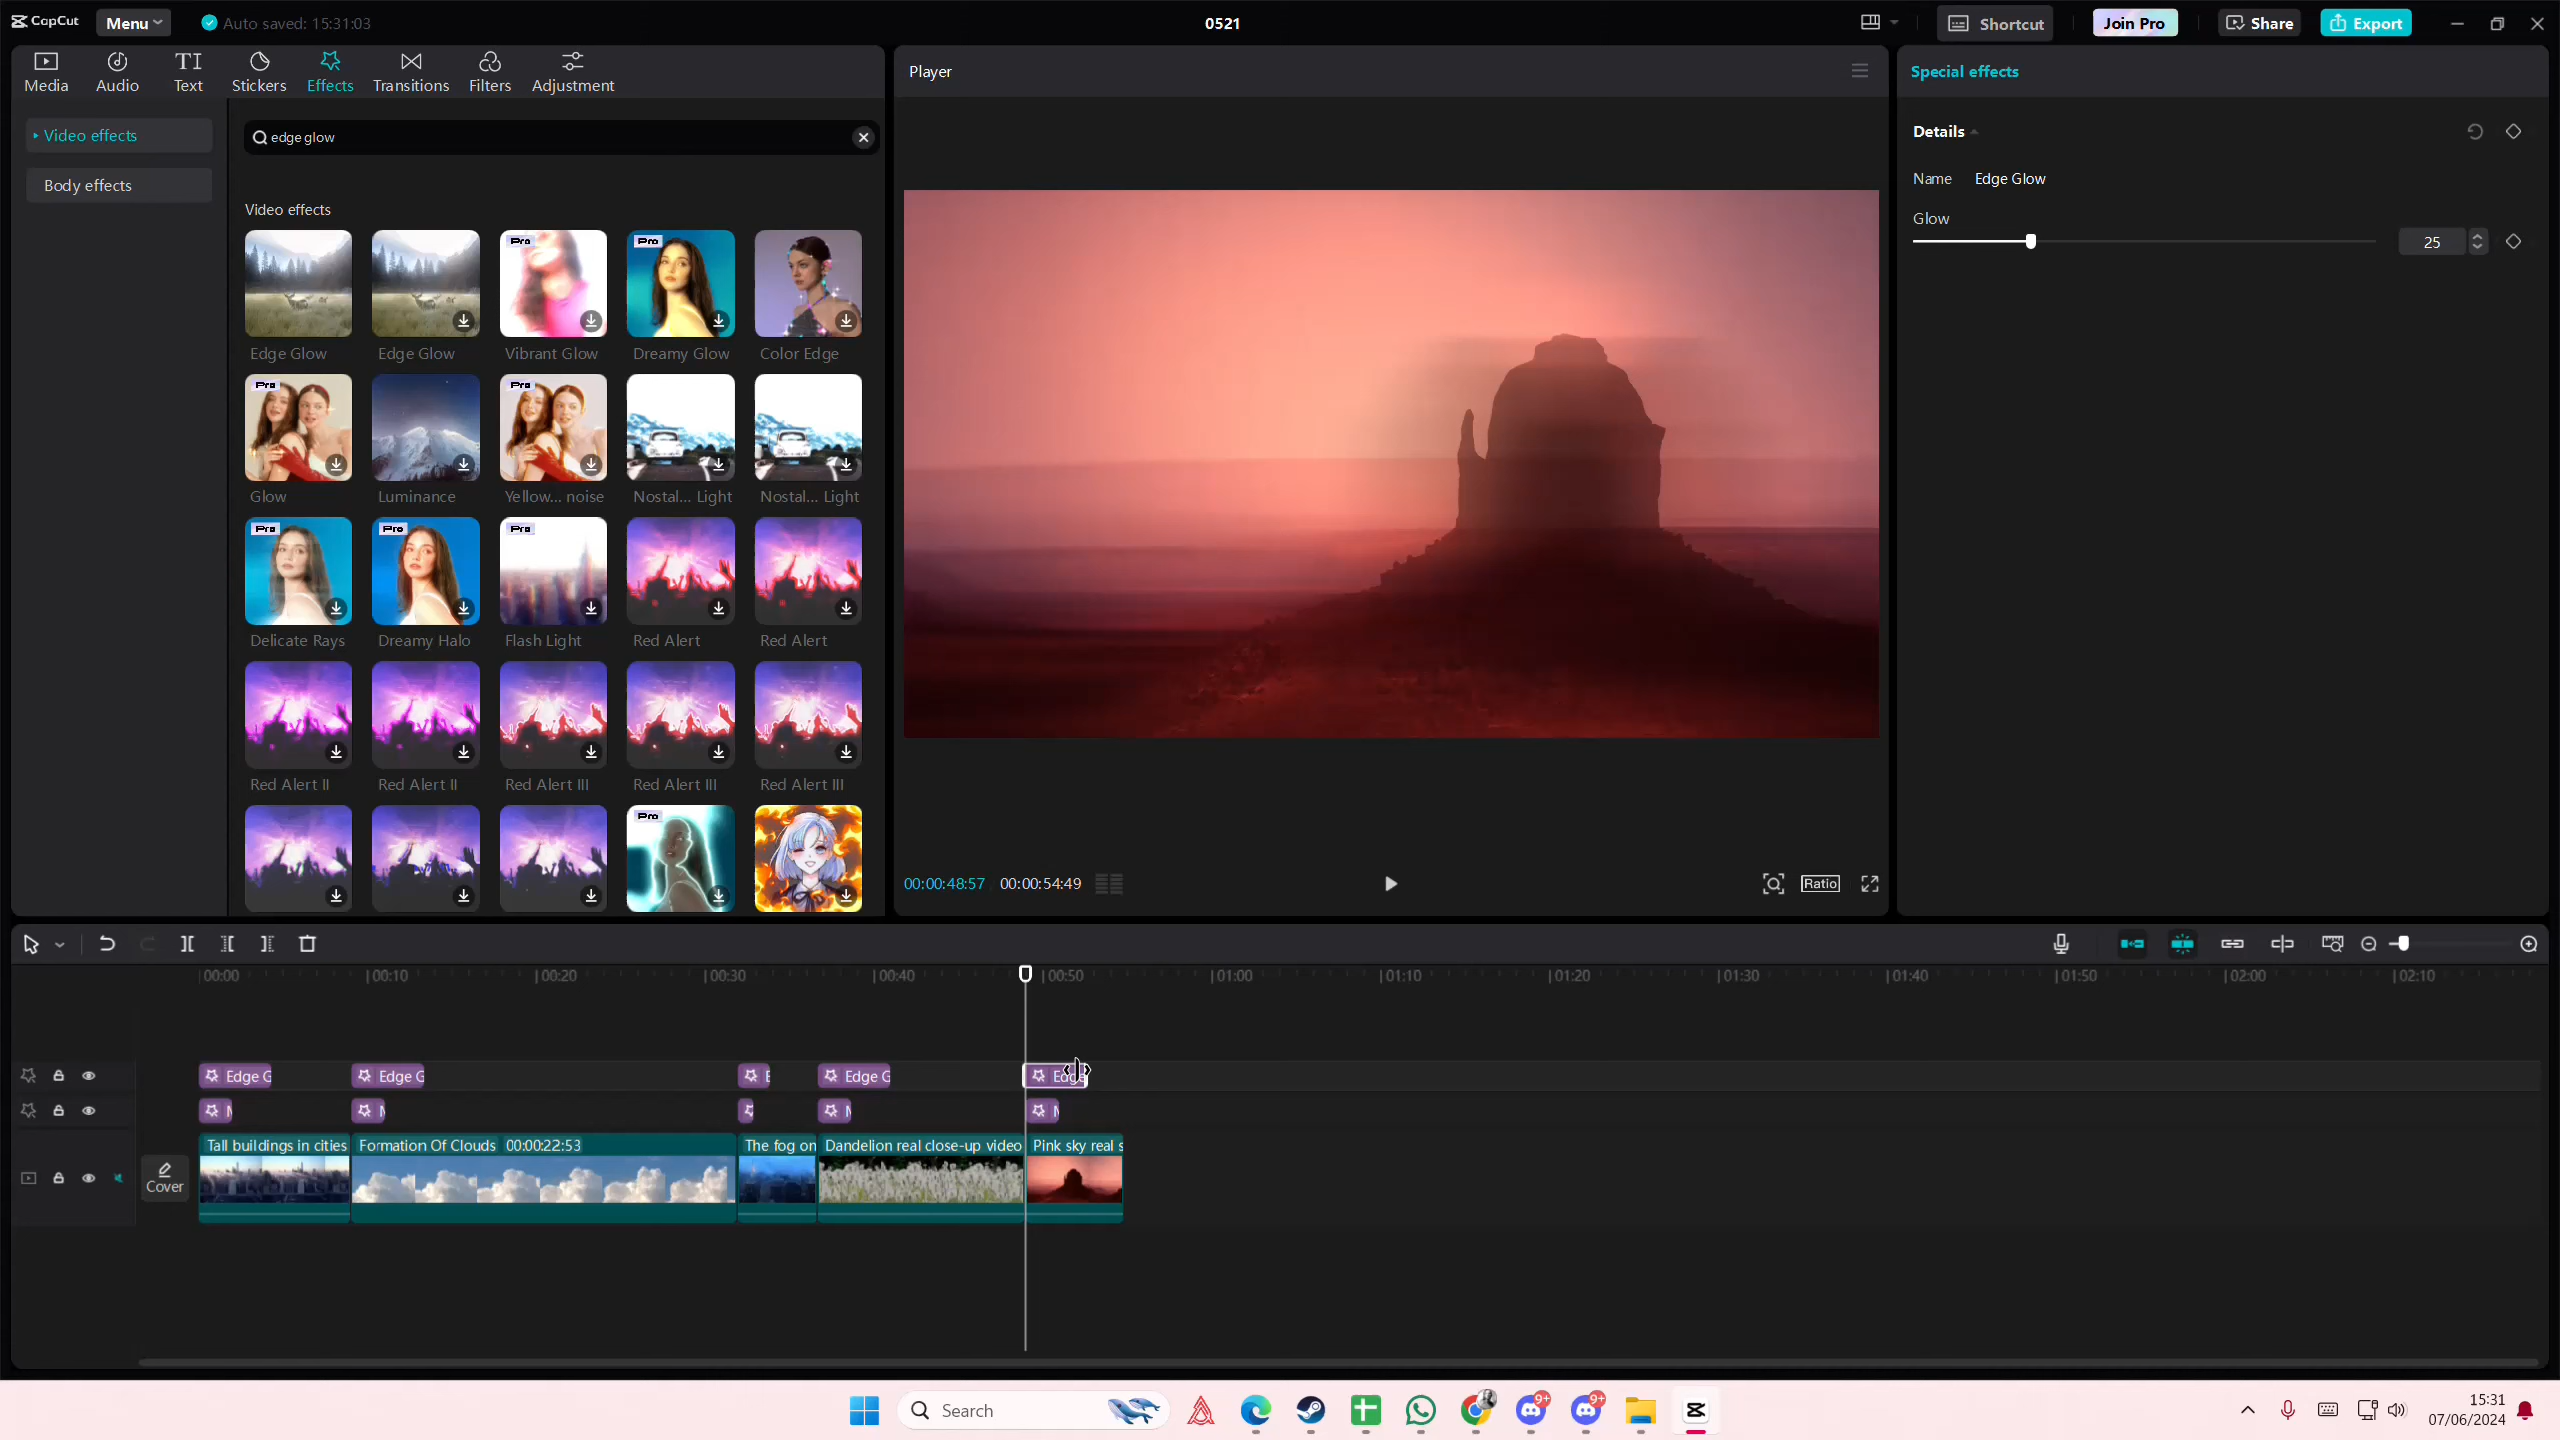 CapCut
Menu
Auto saved: 15:31:03
0521
Shortcut
Join Pro
Share
Export
Media
Audio
Text
Stickers
Effects
Transitions
Filters
Adjustment
Video effects
Body effects
edge glow
Video effects
Pro
Pro
Edge Glow
Edge Glow
Vibrant Glow
Dreamy Glow
Color Edge
Pro
Pro
Glow
Luminance
Yellow... noise
Nostal... Light
Nostal... Light
Pro
Pro
Pro
Delicate Rays
Dreamy Halo
Flash Light
Red Alert
Red Alert
Red Alert II
Red Alert II
Red Alert III
Red Alert III
Red Alert III
Pro
Player
00:00:48:57
00:00:54:49
Ratio
Special effects
Details
Name
Edge Glow
Glow
25
00:00
00:10
00:20
00:30
00:40
00:50
01:00
01:10
01:20
01:30
01:40
01:50
02:00
02:10
Edge G
Edge G
E
Edge G
Edge
Cover
Tall buildings in cities
Formation Of Clouds
00:00:22:53
The fog on
Dandelion real close-up video
Pink sky real s
Search
9+
9+
15:31
07/06/2024